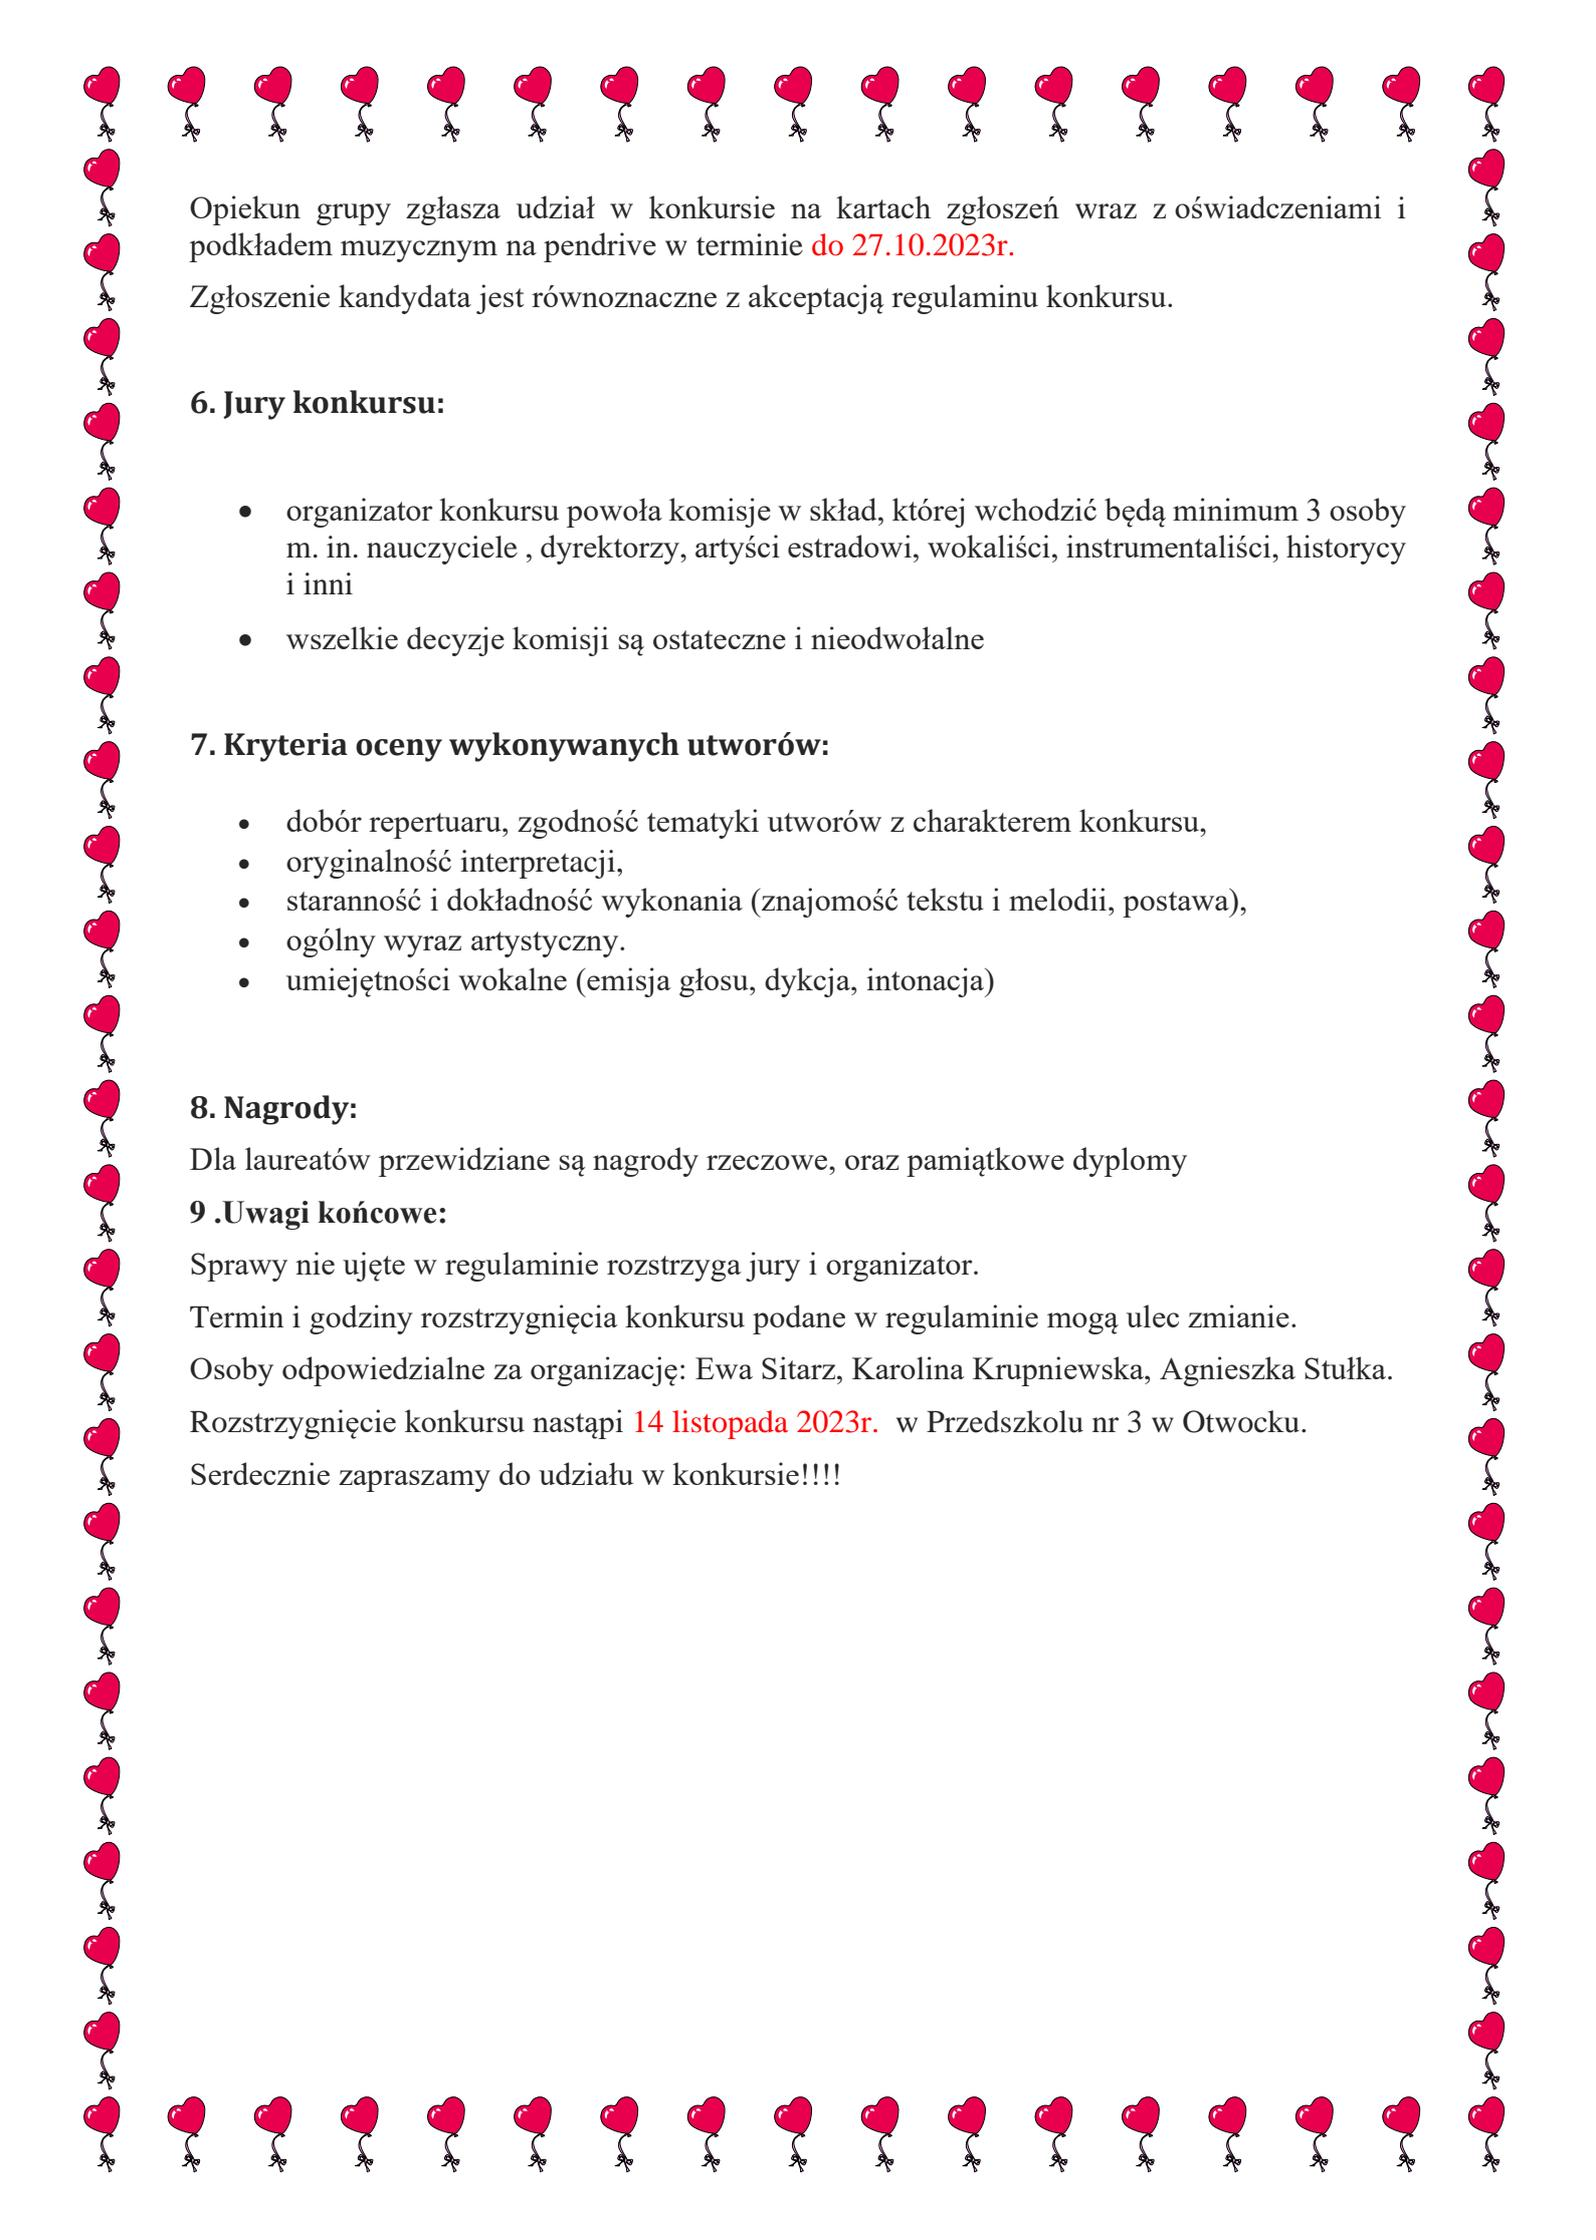 Opiekun grupy zgłasza udział w konkursie na kartach zgłoszeń wraz z oświadczeniami i
podkładem muzycznym na pendrive w terminie do 27.10.2023r.
Zgłoszenie kandydata jest równoznaczne z akceptacją regulaminu konkursu.
6. Jury konkursu:
• organizator konkursu powoła komisje w skład, której wchodzić będą minimum 3 osoby
m. in. nauczyciele , dyrektorzy, artyści estradowi, wokaliści, instrumentaliści, historycy
i inni
• wszelkie decyzje komisji są ostateczne i nieodwołalne
7. Kryteria oceny wykonywanych utworów:
• dobór repertuaru, zgodność tematyki utworów z charakterem konkursu,
• oryginalność interpretacji,
• staranność i dokładność wykonania (znajomość tekstu i melodii, postawa),
• ogólny wyraz artystyczny.
• umiejętności wokalne (emisja głosu, dykcja, intonacja)
8. Nagrody:
Dla laureatów przewidziane są nagrody rzeczowe, oraz pamiątkowe dyplomy
9 .Uwagi końcowe:
Sprawy nie ujęte w regulaminie rozstrzyga jury i organizator.
Termin i godziny rozstrzygnięcia konkursu podane w regulaminie mogą ulec zmianie.
Osoby odpowiedzialne za organizację: Ewa Sitarz, Karolina Krupniewska, Agnieszka Stułka.
Rozstrzygnięcie konkursu nastąpi 14 listopada 2023r.  w Przedszkolu nr 3 w Otwocku.
Serdecznie zapraszamy do udziału w konkursie!!!!